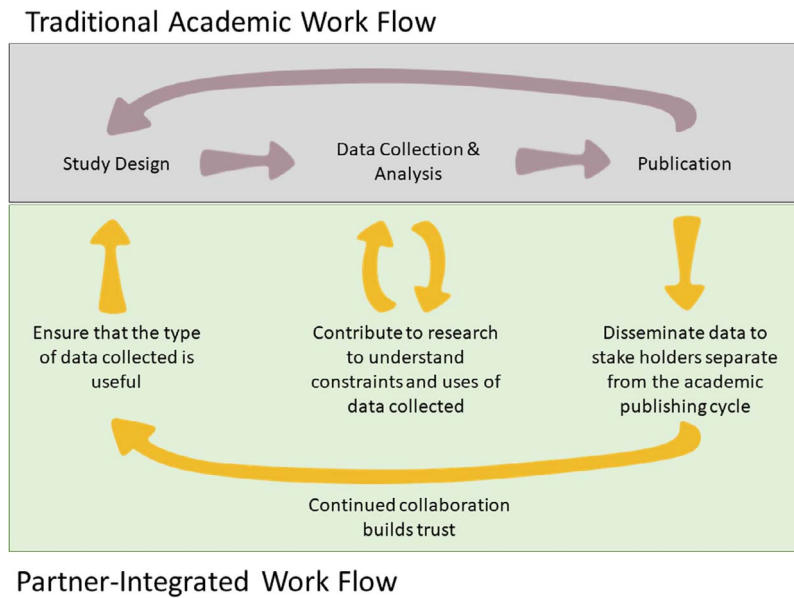 Traditional Academic Work Flow
Study Design
Data Collection &
Analysis
Publication
Ensure that the type
of data collected is
useful
Contribute to research
to understand
constraints and uses of
data collected
Disseminate data to
stake holders separate
from the academic
publishing cycle
Continued collaboration
builds trust
Partner-Integrated Work Flow